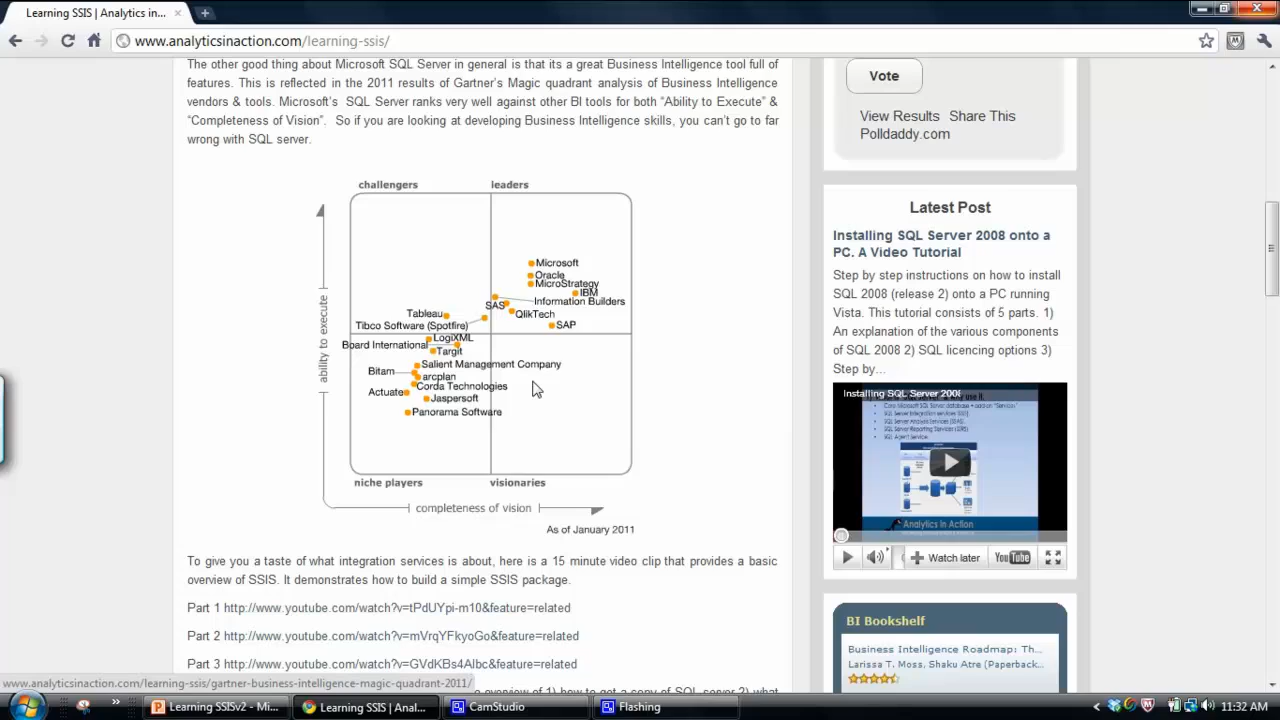 Learning SSIS | Analytics in...
www.analyticsinaction.com/learning-ssis/
The other good thing about Microsoft SQL Server in general is that its a great Business Intelligence tool full of
features. This is reflected in the 2011 results of Gartner's Magic quadrant analysis of Business Intelligence
vendors & tools. Microsoft's SQL Server ranks very well against other BI tools for both "Ability to Execute" &
"Completeness of Vision". So if you are looking at developing Business Intelligence skills, you can't go to far
wrong with SQL server.
challengers
leaders
Microsoft
Oracle
MicroStrategy
IBM
Information Builders
SAS
QlikTech
SAP
Tableau
Tibco Software (Spotfire)
LogiXML
Board International
Targit
Salient Management Company
Bitam
arcplan
Corda Technologies
Actuate
Jaspersoft
Panorama Software
ability to execute
niche players
visionaries
completeness of vision
As of January 2011
To give you a taste of what integration services is about, here is a 15 minute video clip that provides a basic
overview of SSIS. It demonstrates how to build a simple SSIS package.
Part 1 http://www.youtube.com/watch?v=tPdUYpi-m10&feature=related
Part 2 http://www.youtube.com/watch?v=mVrqYFkyoGo&feature=related
Part 3 http://www.youtube.com/watch?v=GVdKBs4Albc&feature=related
www.analyticsinaction.com/learning-ssis/gartner-business-intelligence-magic-quadrant-2011/
Vote
View Results Share This
Polldaddy.com
Latest Post
Installing SQL Server 2008 onto a
PC. A Video Tutorial
Step by step instructions on how to install
SQL 2008 (release 2) onto a PC running
Vista. This tutorial consists of 5 parts. 1)
An explanation of the various components
of SQL 2008 2) SQL licencing options 3)
Step by...
Installing SQL Server 2008
Analytics in Action
Watch later
YouTube
BI Bookshelf
Business Intelligence Roadmap: Th...
Larissa T. Moss, Shaku Atre (Paperback...
Learning SSISv2 - Mi...
Learning SSIS | Anal...
CamStudio
Flashing
11:32 AM